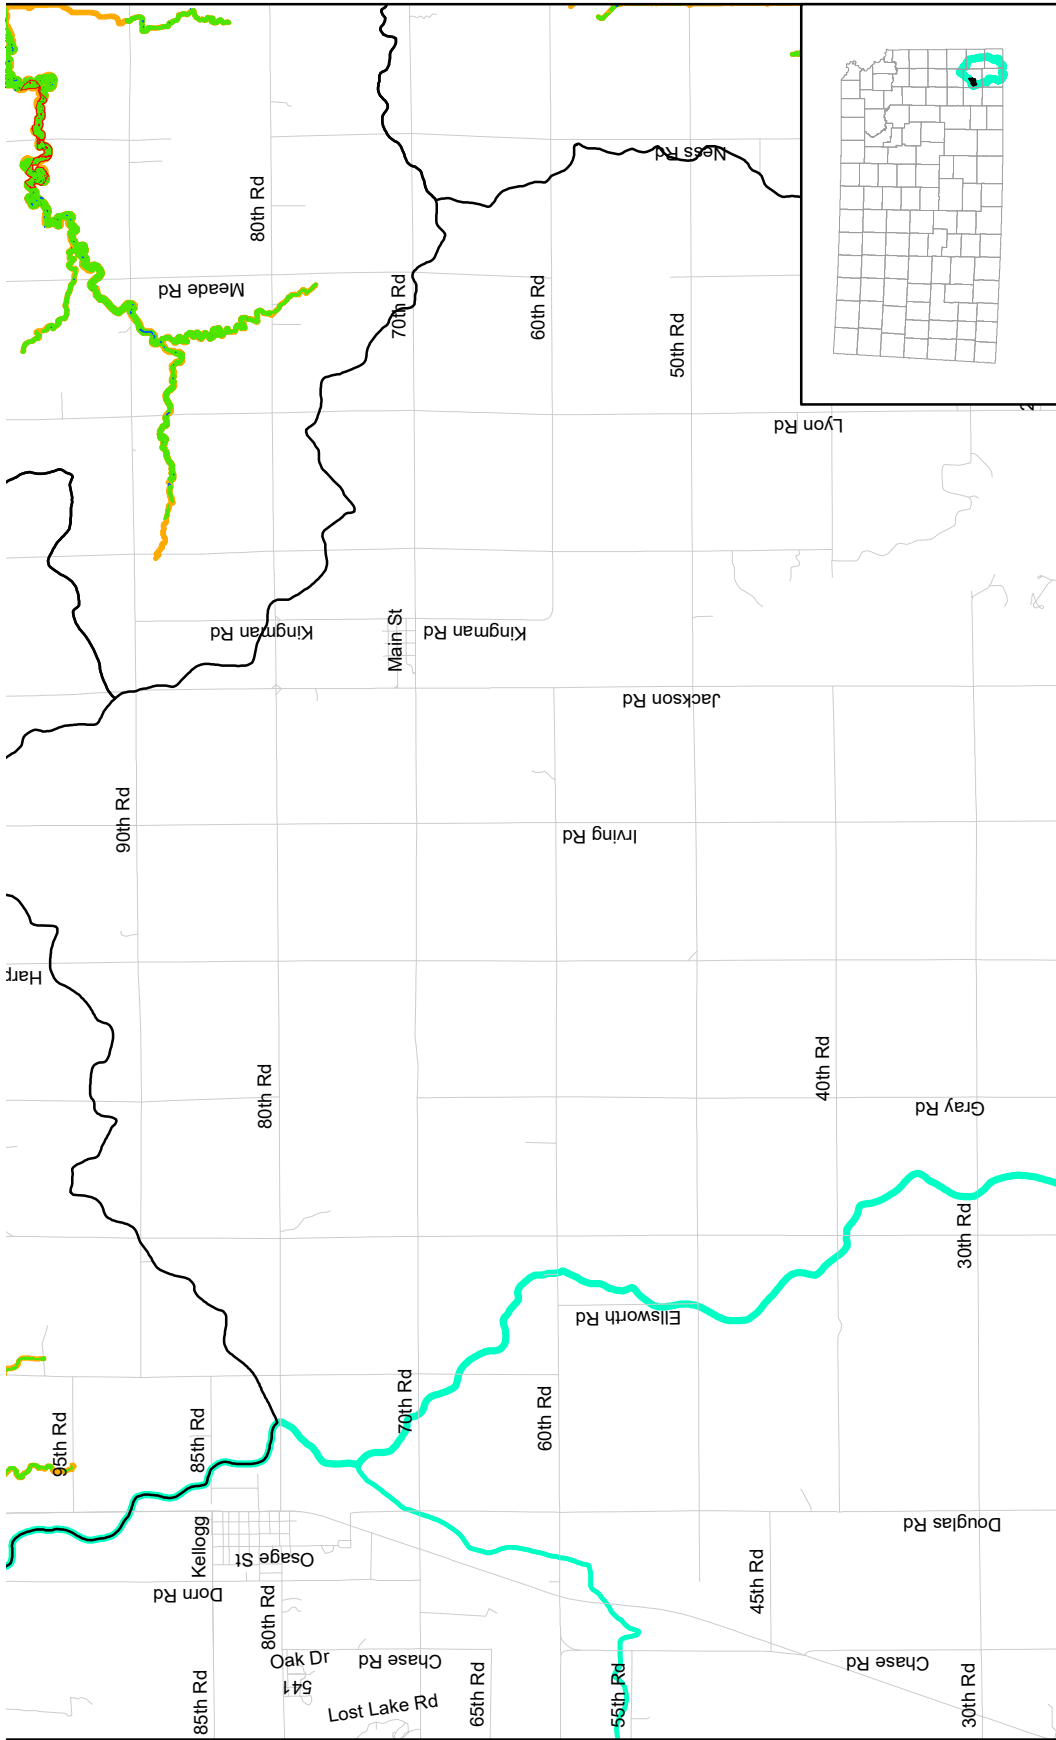 Ness Rd
80th Rd
Meade Rd
70th Rd
60th Rd
50th Rd
Lyon Rd
Kingman Rd
Main St
Kingman Rd
Jackson Rd
90th Rd
Irving Rd
Harp
80th Rd
40th Rd
Gray Rd
30th Rd
Ellsworth Rd
70th Rd
60th Rd
95th Rd
85th Rd
Douglas Rd
Kellogg
Osage St
45th Rd
Dorn Rd
80th Rd
Oak Dr
Chase Rd
Chase Rd
541
85th Rd
Lost Lake Rd
65th Rd
55th Rd
30th Rd